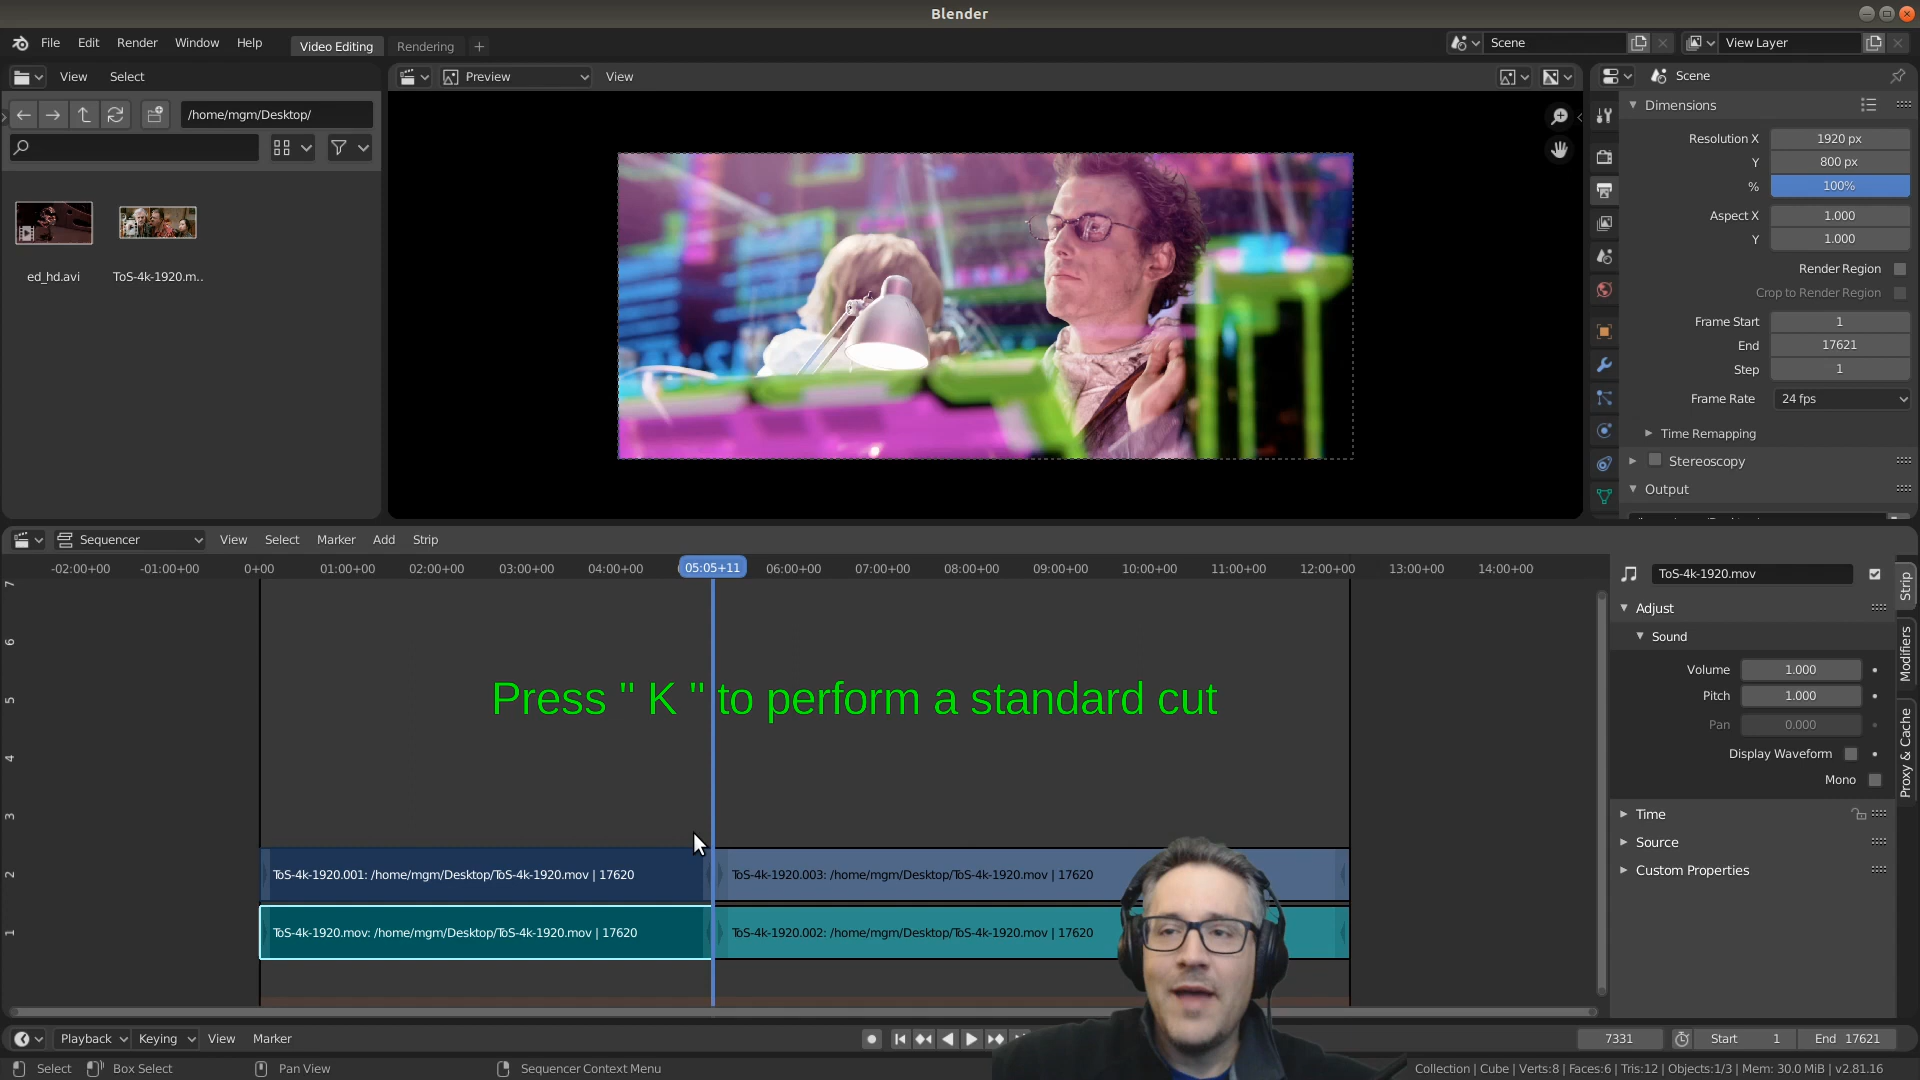 Blender
File Edit Render Window Help Video Editing Rendering + Scene View Layer
View Select Preview View Scene
/home/mgm/Desktop/
ed_hd.avi ToS-4k-1920.m..
Dimensions
Resolution X 1920 px
Y 800 px
% 100%
Aspect X 1.000
Y 1.000
Render Region
Crop to Render Region
Frame Start 1
End 17621
Step 1
Frame Rate 24 fps
Time Remapping
Stereoscopy
Output
Sequencer View Select Marker Add Strip
-02:00+00 -01:00+00 0+00 01:00+00 02:00+00 03:00+00 04:00+00 05:05+11 06:00+00 07:00+00 08:00+00 09:00+00 10:00+00 11:00+00 12:00+00 13:00+00 14:00+00
7
6
5
4
3
2
1
Press " K " to perform a standard cut
ToS-4k-1920.001: /home/mgm/Desktop/ToS-4k-1920.mov | 17620
ToS-4k-1920.003: /home/mgm/Desktop/ToS-4k-1920.mov | 17620
ToS-4k-1920.mov: /home/mgm/Desktop/ToS-4k-1920.mov | 17620
ToS-4k-1920.002: /home/mgm/Desktop/ToS-4k-1920.mov | 17620
ToS-4k-1920.mov
Adjust
Sound
Volume 1.000
Pitch 1.000
Pan 0.000
Display Waveform
Mono
Time
Source
Custom Properties
Strip
Modifiers
Proxy & Cache
Playback Keying View Marker 7331 Start 1 End 17621
Select Box Select Pan View Sequencer Context Menu Collection | Cube | Verts:8 | Faces:6 | Tris:12 | Objects:1/3 | Mem: 30.0 MiB | v2.81.16